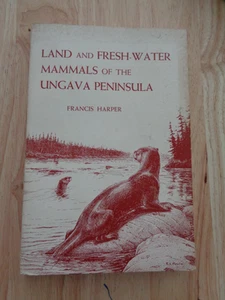 LAND AND FRESH-WATER
MAMMALS OF THE
UNGAVA PENINSULA
FRANCIS HARPER